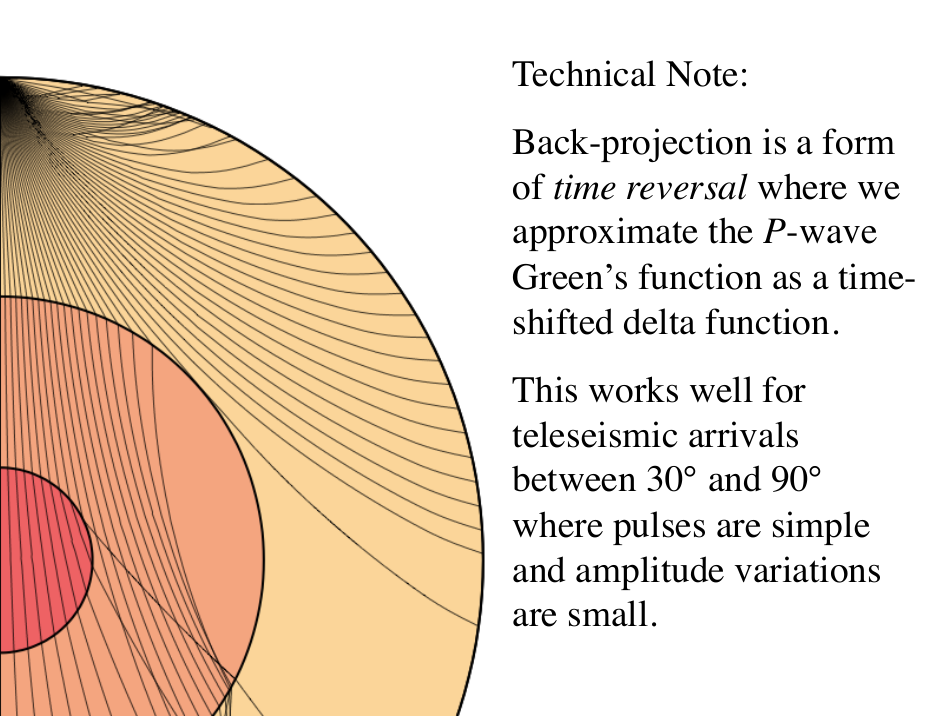 Technical Note:
Back-projection is a form
of time reversal where we
approximate the P-wave
Green’s function as a time-
shifted delta function.
This works well for
teleseismic arrivals
between 30° and 90°
where pulses are simple
and amplitude variations
are small.